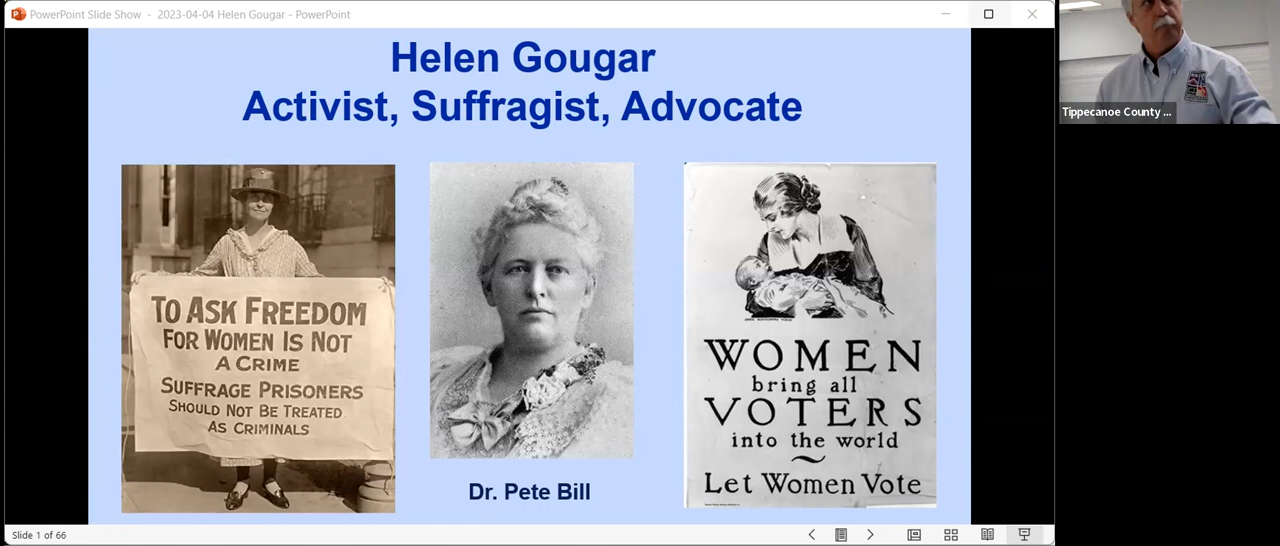 PowerPoint Slide Show - 2023-04-04 Helen Gougar - PowerPoint
Helen Gougar
Activist, Suffragist, Advocate
TO ASK FREEDOM
FOR WOMEN IS NOT
A CRIME
SUFFRAGE PRISONERS
SHOULD NOT BE TREATED
AS CRIMINALS
Dr. Pete Bill
WOMEN
bring all
VOTERS
into the world
Let Women Vote
Slide 1 of 66
Tippecanoe County ...